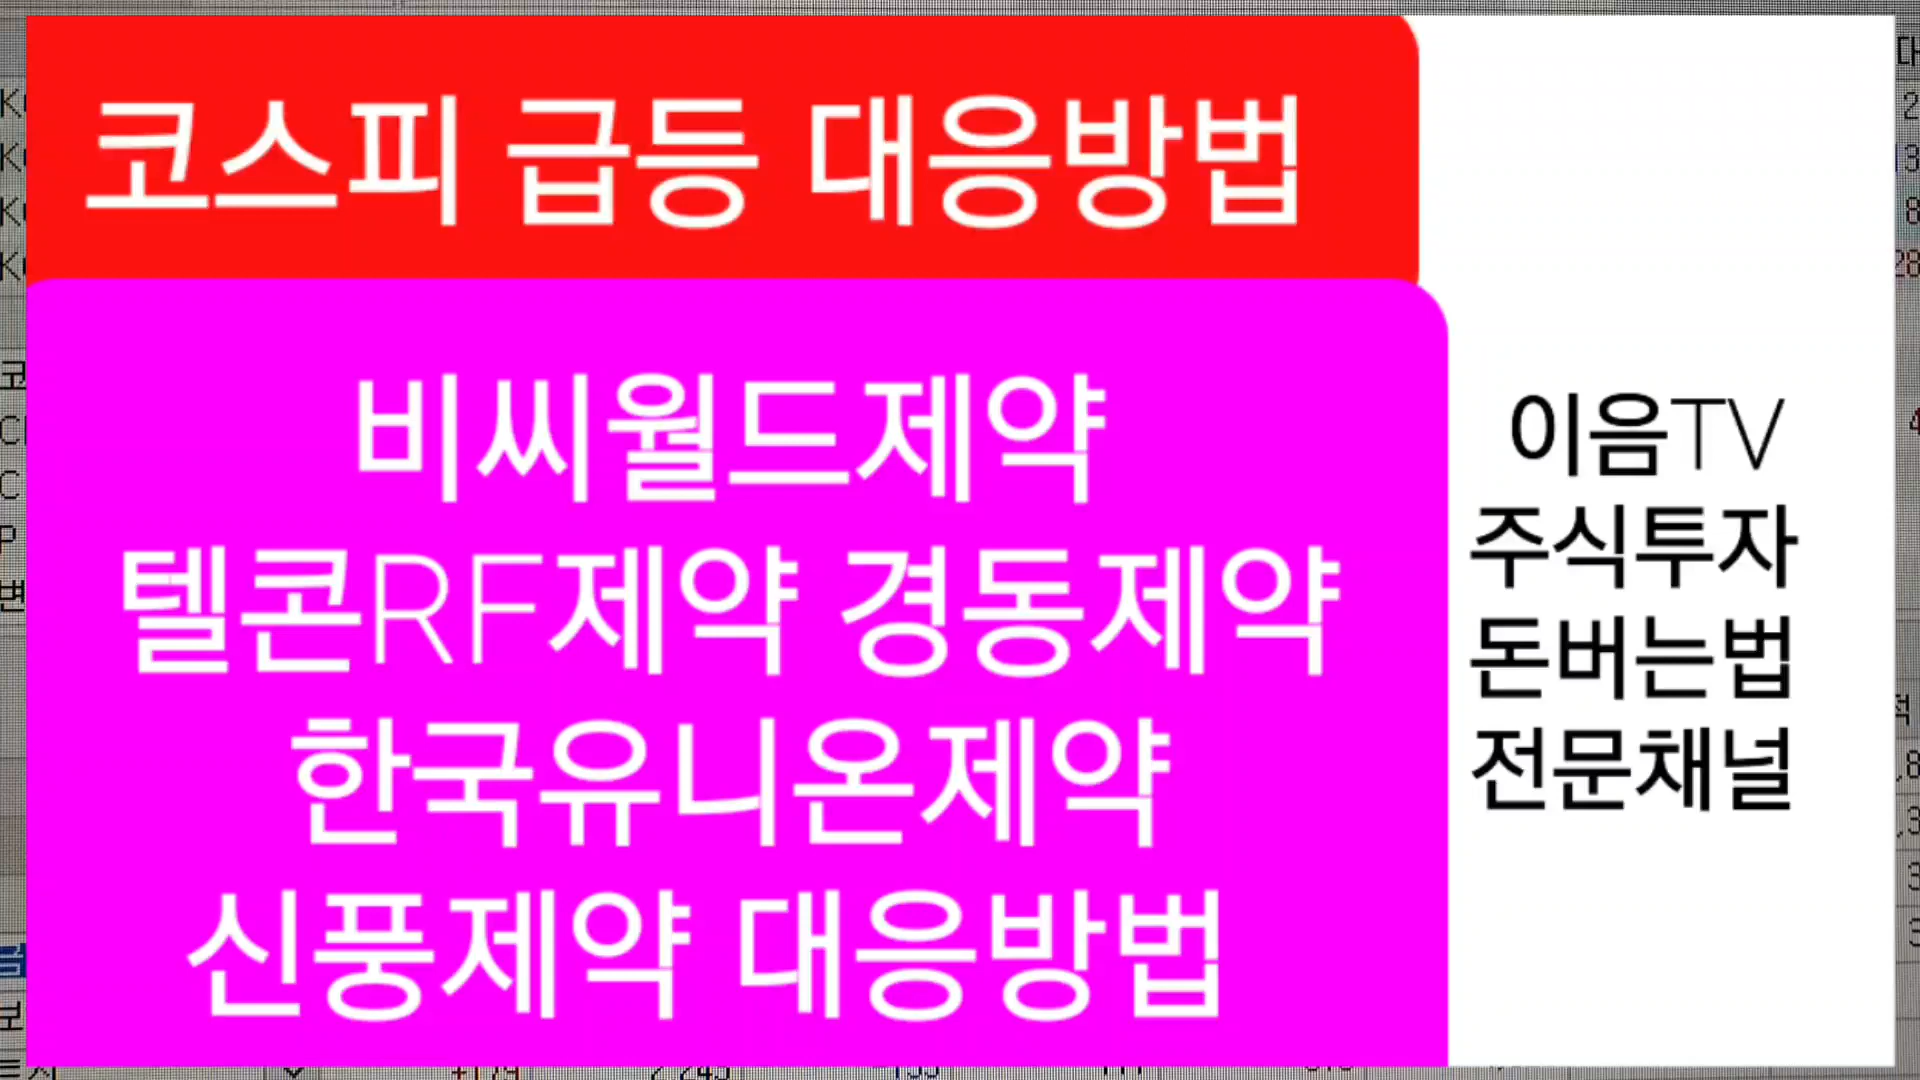 코스피 급등 대응방법
비씨월드제약
텔콘RF제약 경동제약
한국유니온제약
신풍제약 대응방법
이음TV
주식투자
돈버는법
전문채널